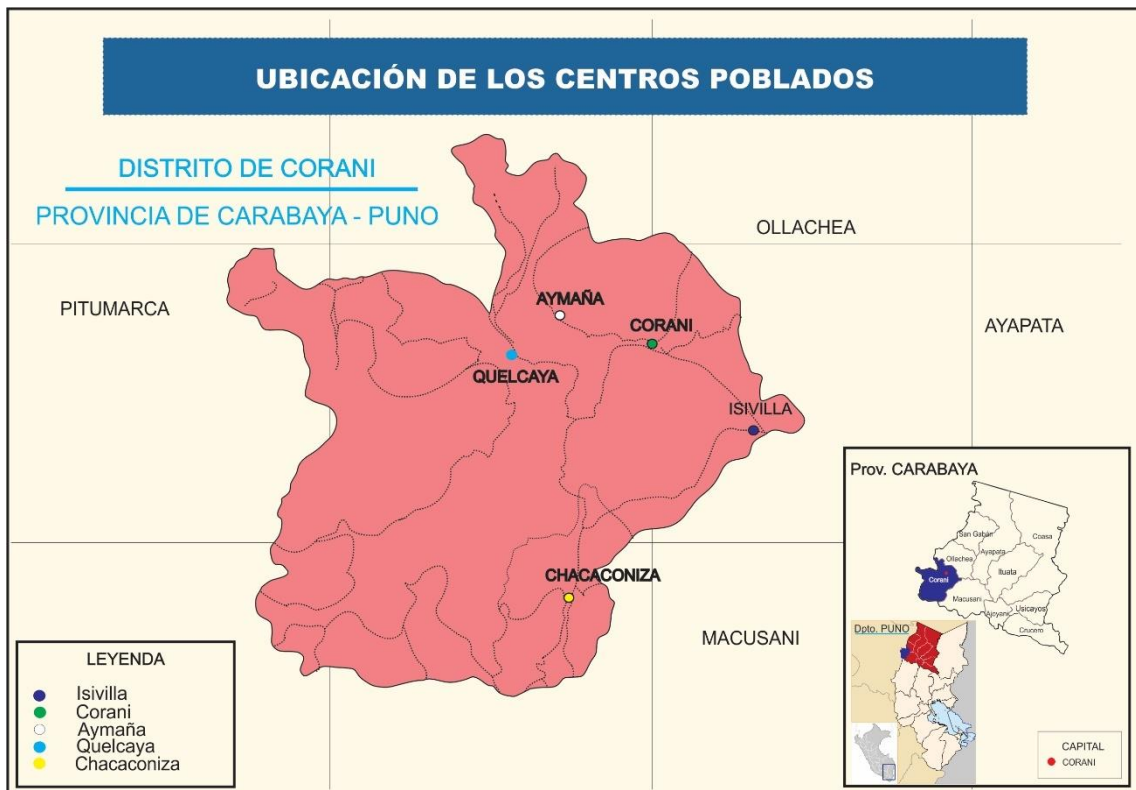 UBICACIÓN DE LOS CENTROS POBLADOS
DISTRITO DE CORANI
PROVINCIA DE CARABAYA - PUNO
OLLACHEA
PITUMARCA
AYMAÑA
CORANI
AYAPATA
QUELCAYA
ISIVILLA
CHACACONIZA
MACUSANI
LEYENDA
Isivilla
Corani
Aymaña
Quelcaya
Chacaconiza
Prov. CARABAYA
San Gabán
Coasa
Ollachea
Ayapata
Ituata
Corani
Macusani
Ajoyani
Usicayos
Crucero
Dpto. PUNO
CAPITAL
CORANI